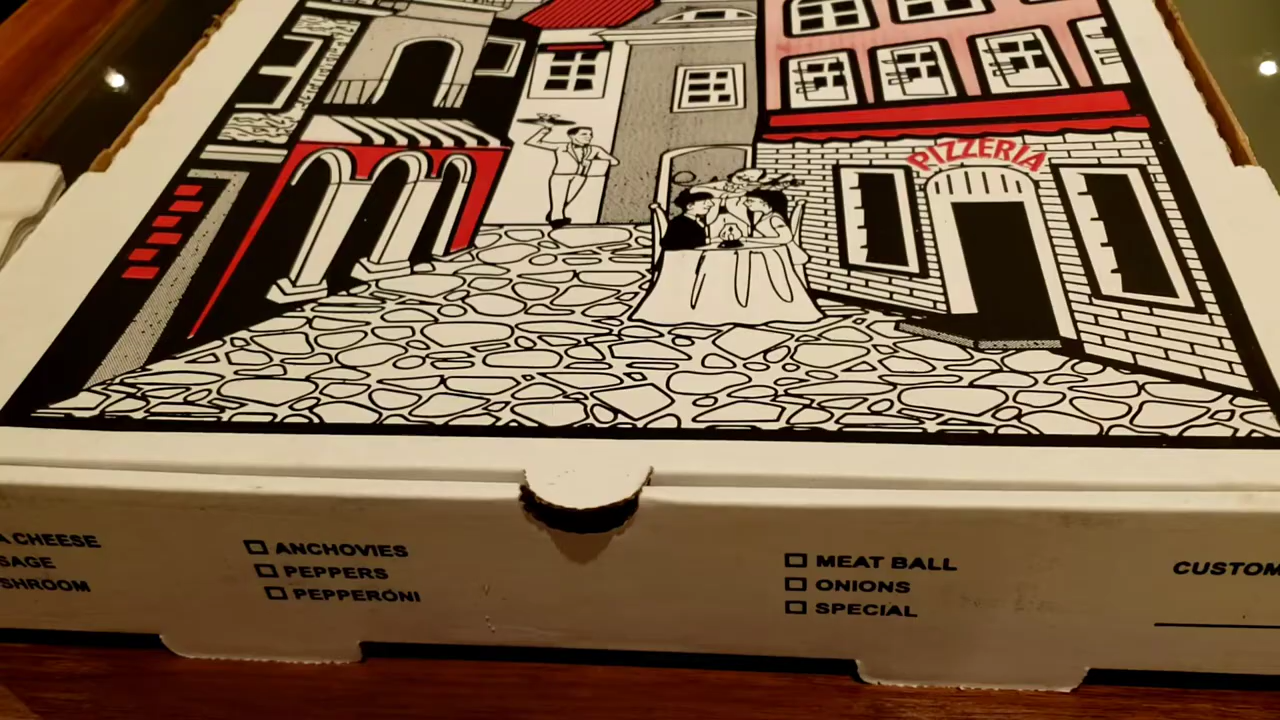 PIZZERIA
A CHEESE
SAGE
SHROOM
ANCHOVIES
PEPPERS
PEPPERONI
MEAT BALL
ONIONS
SPECIAL
CUSTOM